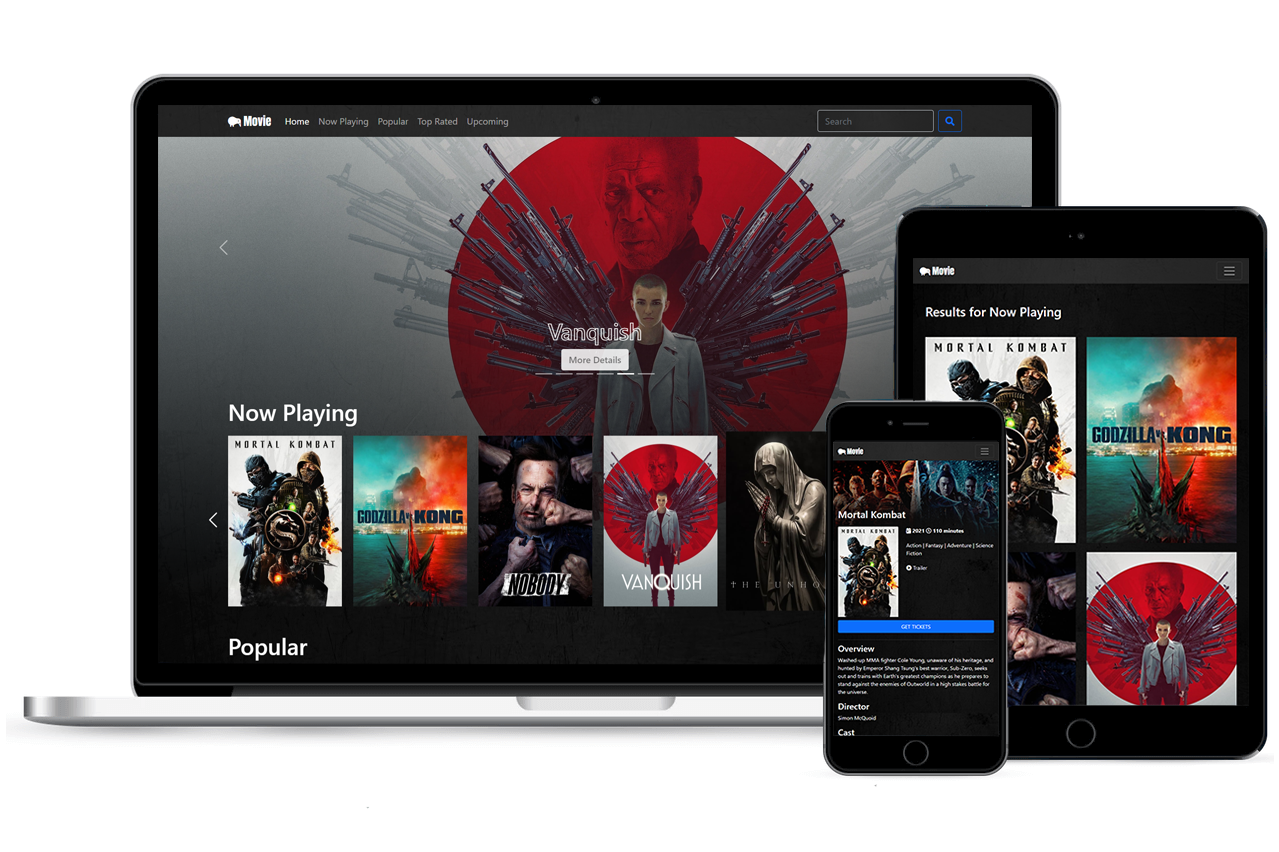 Movie Home Now Playing Popular Top Rated Upcoming Search
Vanquish
More Details
Now Playing
MORTAL KOMBAT
GODZILLA VS KONG
NOBODY
VANQUISH
THE UNHO
Popular
Movie
Results for Now Playing
MORTAL KOMBAT
GODZILLA VS KONG
Movie
Mortal Kombat
MORTAL KOMBAT
2021 110 minutes
Action | Fantasy | Adventure | Science
Fiction
Trailer
GET TICKETS
Overview
Washed-up MMA fighter Cole Young, unaware of his heritage, and
hunted by Emperor Shang Tsung's best warrior, Sub-Zero, seeks
out and trains with Earth's greatest champions as he prepares to
stand against the enemies of Outworld in a high stakes battle for
the universe.
Director
Simon McQuoid
Cast